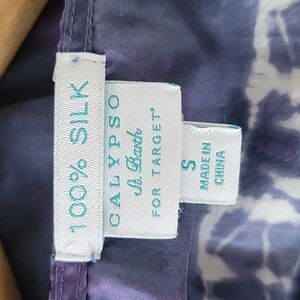 100% SILK
CALYPSO
St. Barth
FOR TARGET*
S
MADE IN
CHINA